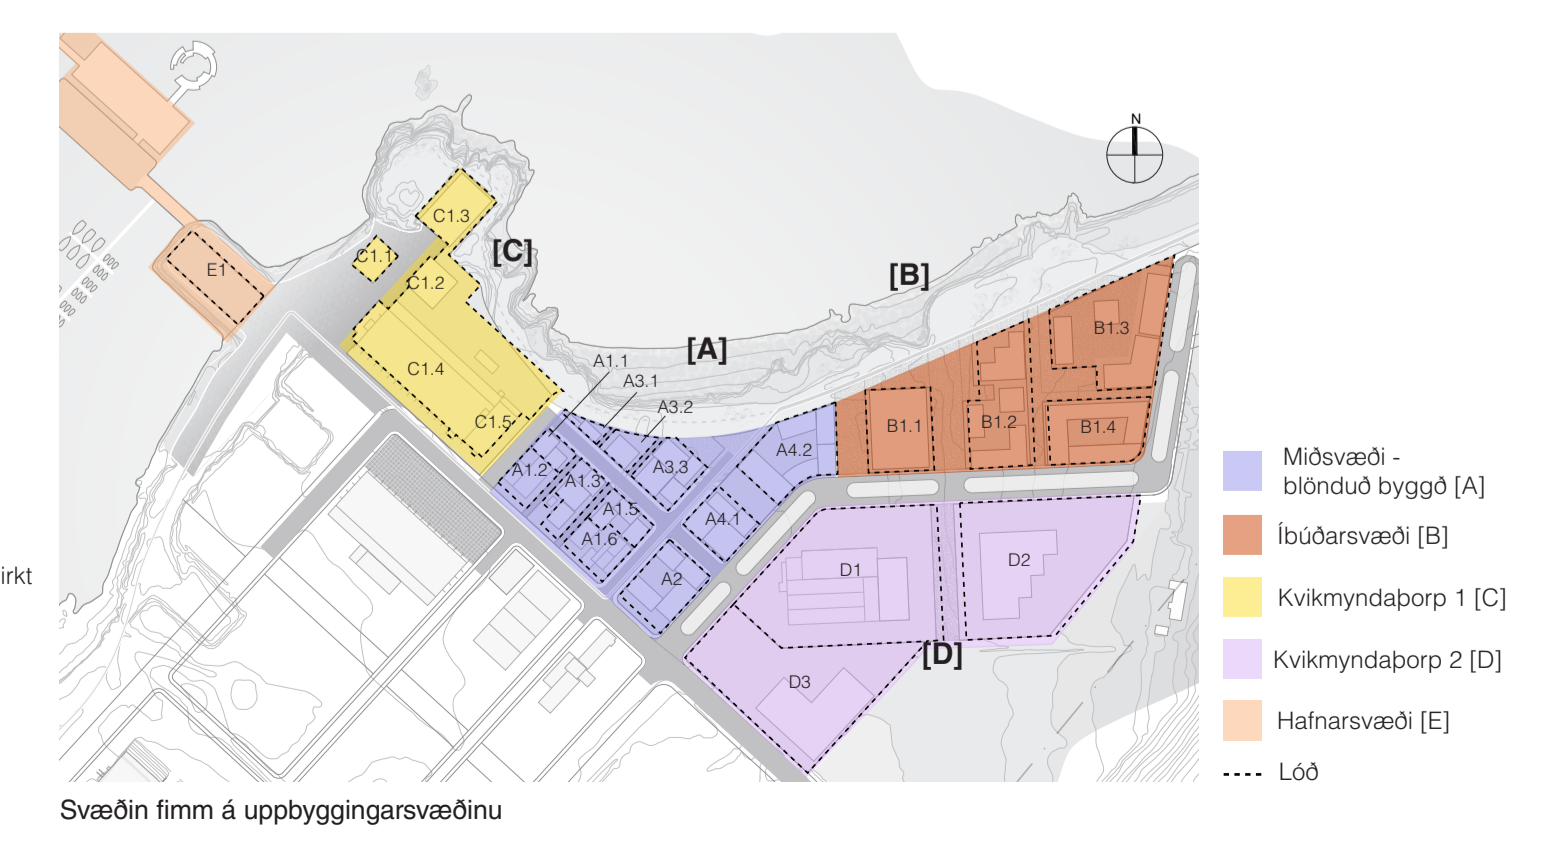 N
C1.3
[C]
C1.1
E1
C1.2
[B]
B1.3
[A]
A1.1
C1.4
A3.1
A3.2
C1.5
B1.1
B1.2
B1.4
A4.2
A1.2
A3.3
A1.3
A1.5
A4.1
A1.6
A2
D1
D2
[D]
D3
irkt
Miðsvæði -
blönduð byggð [A]
Íbúðarsvæði [B]
Kvikmyndaþorp 1 [C]
Kvikmyndaþorp 2 [D]
Hafnarsvæði [E]
Lóð
Svæðin fimm á uppbyggingarsvæðinu